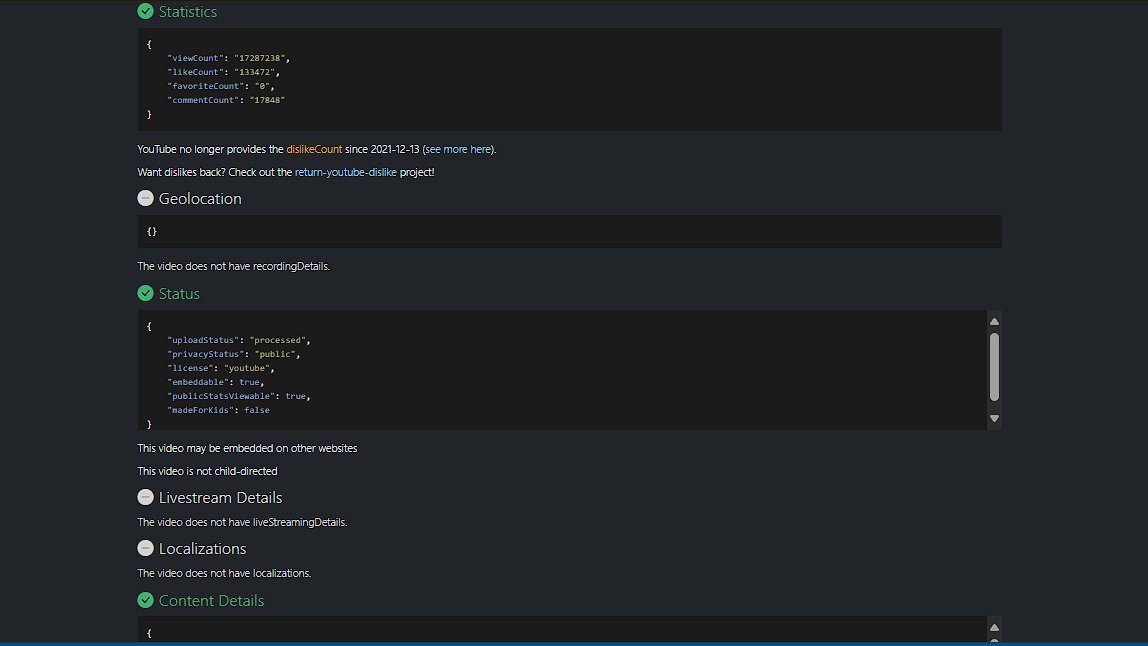 Statistics
{
"viewCount": "17287238",
"likeCount": "133472",
"favoriteCount": "0",
"commentCount": "17848"
}
YouTube no longer provides the dislikeCount since 2021-12-13 (see more here).
Want dislikes back? Check out the return-youtube-dislike project!
Geolocation
{}
The video does not have recordingDetails.
Status
{
"uploadStatus": "processed",
"privacyStatus": "public",
"license": "youtube",
"embeddable": true,
"publicStatsViewable": true,
"madeForKids": false
}
This video may be embedded on other websites
This video is not child-directed
Livestream Details
The video does not have liveStreamingDetails.
Localizations
The video does not have localizations.
Content Details
{